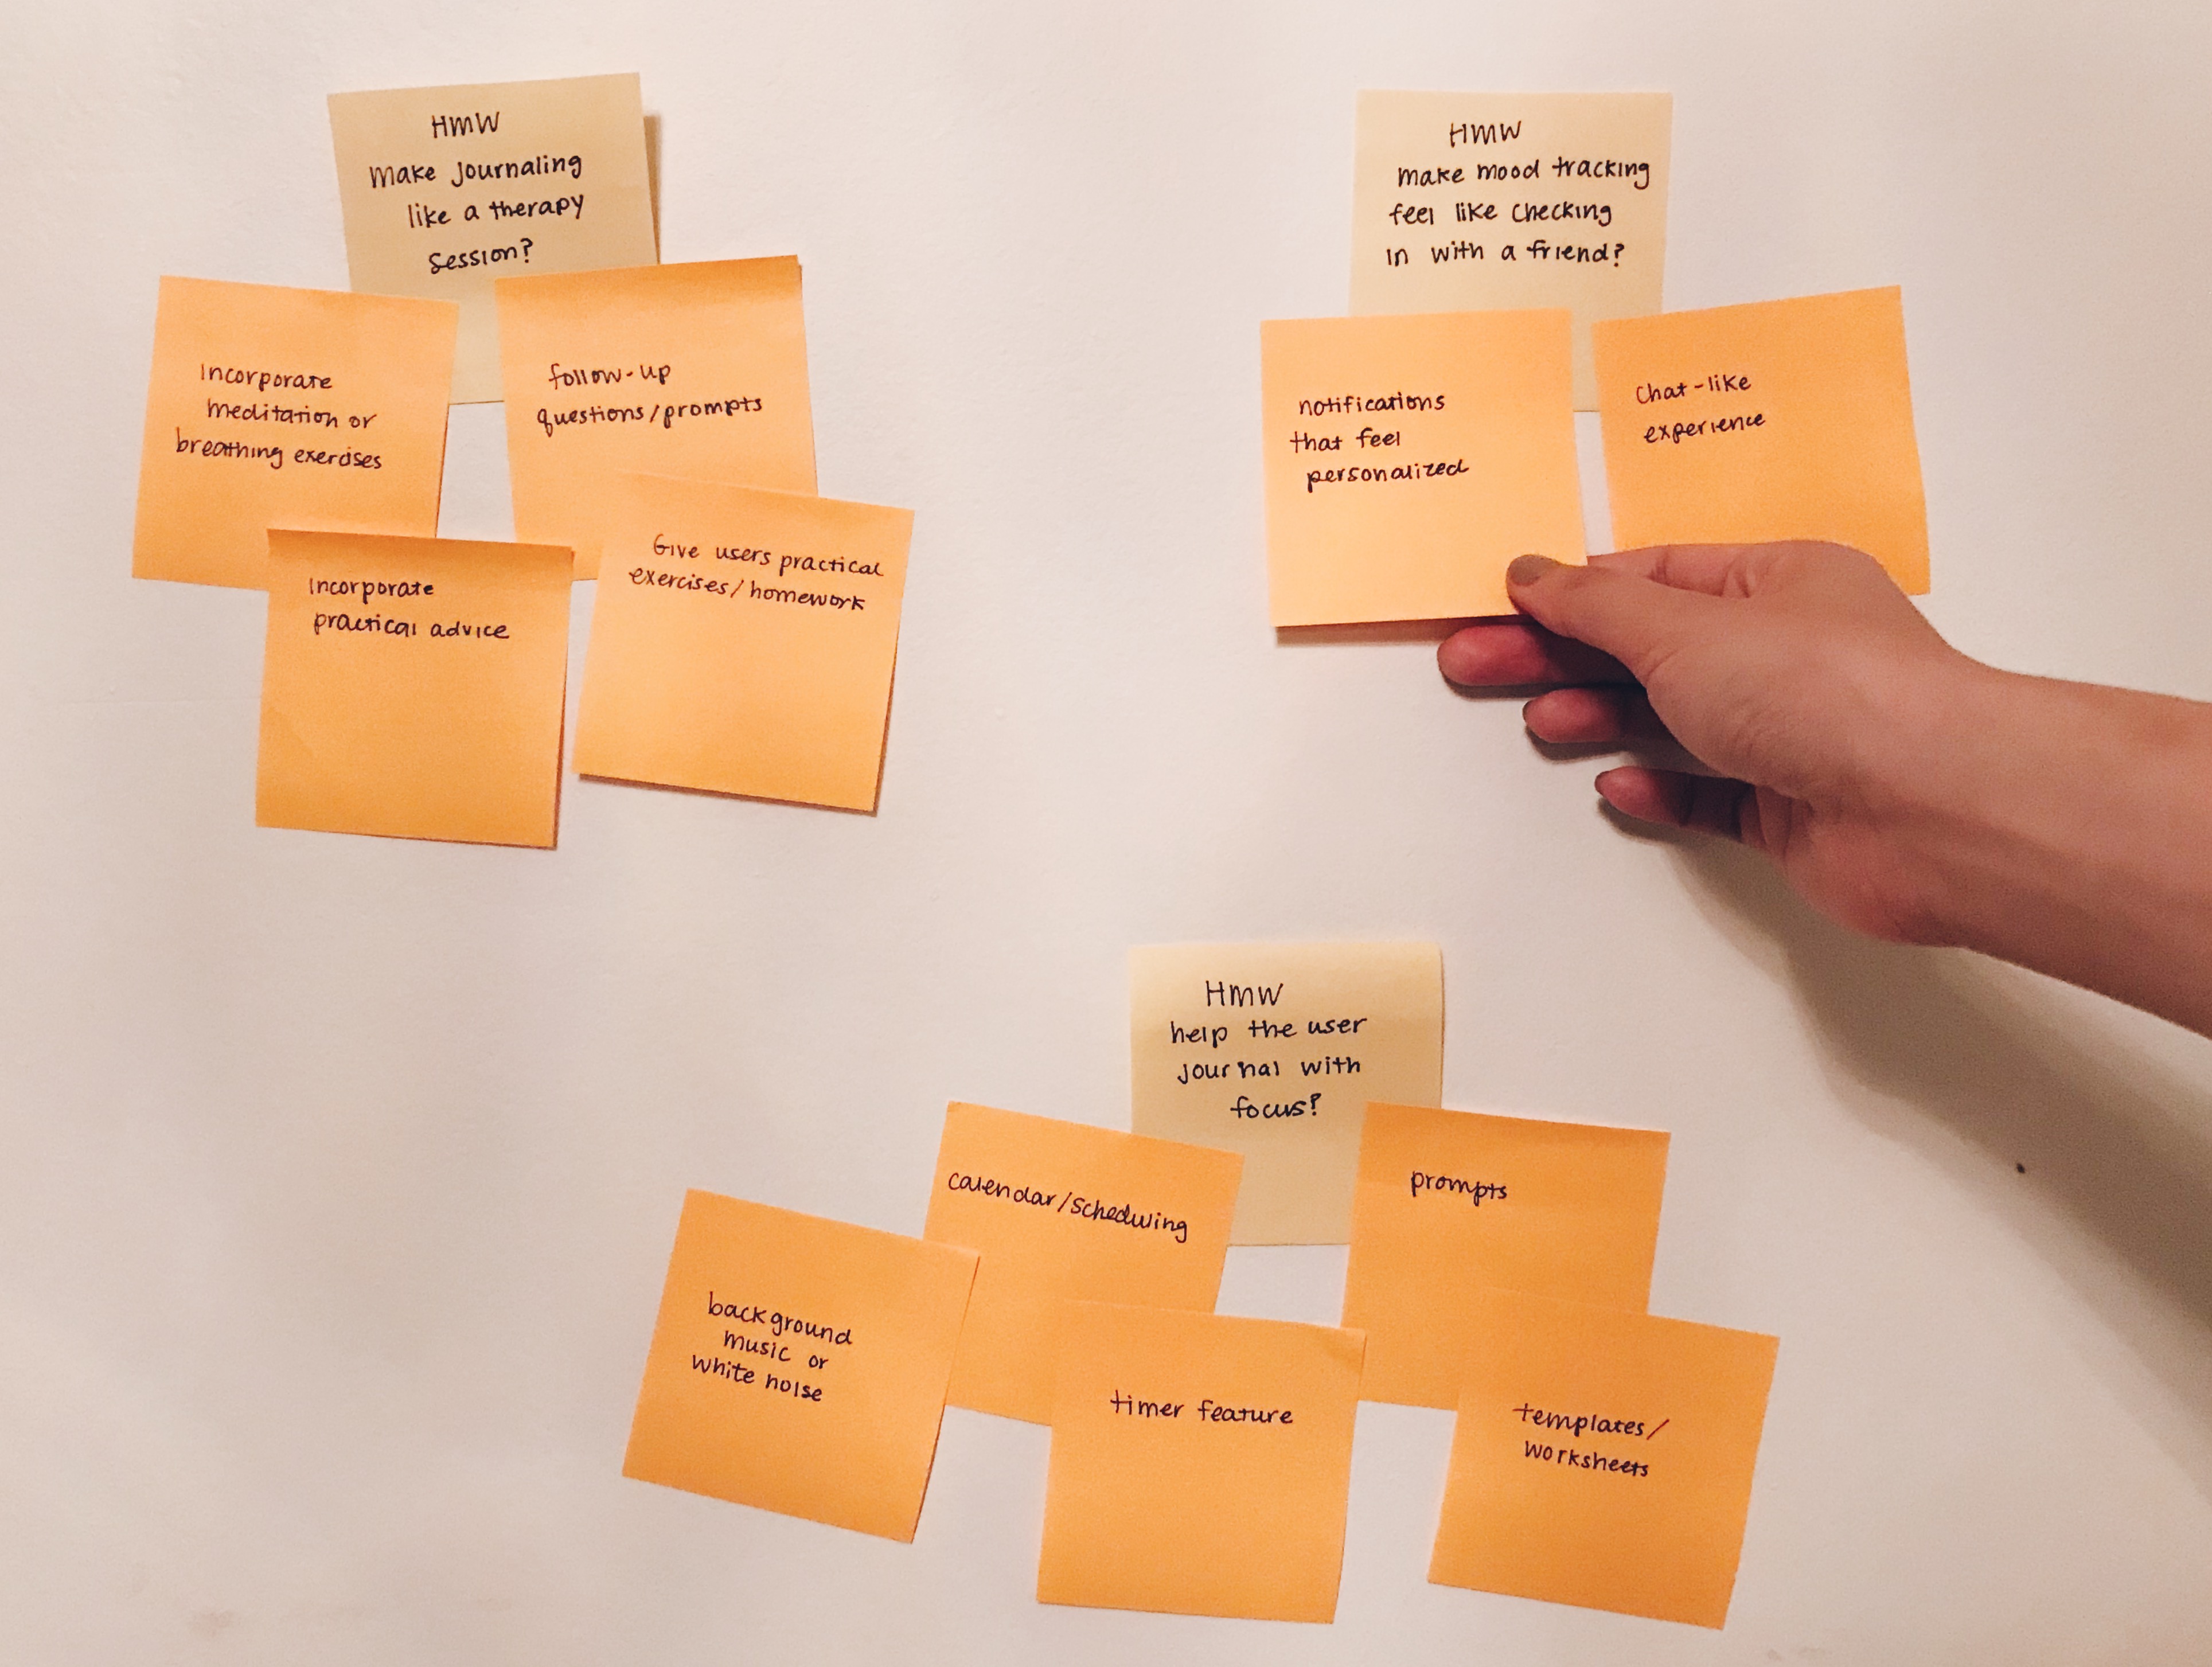 HMW
Make Journaling
like a therapy
session?
Incorporate
meditation or
breathing exercises
follow-up
questions/prompts
Incorporate
practical advice
Give users practical
exercises/homework
HMW
make mood tracking
feel like checking
in with a friend?
notifications
that feel
personalized
Chat-like
experience
HMW
help the user
journal with
focus?
calendar/scheduling
prompts
background
music or
white noise
timer feature
templates/
worksheets